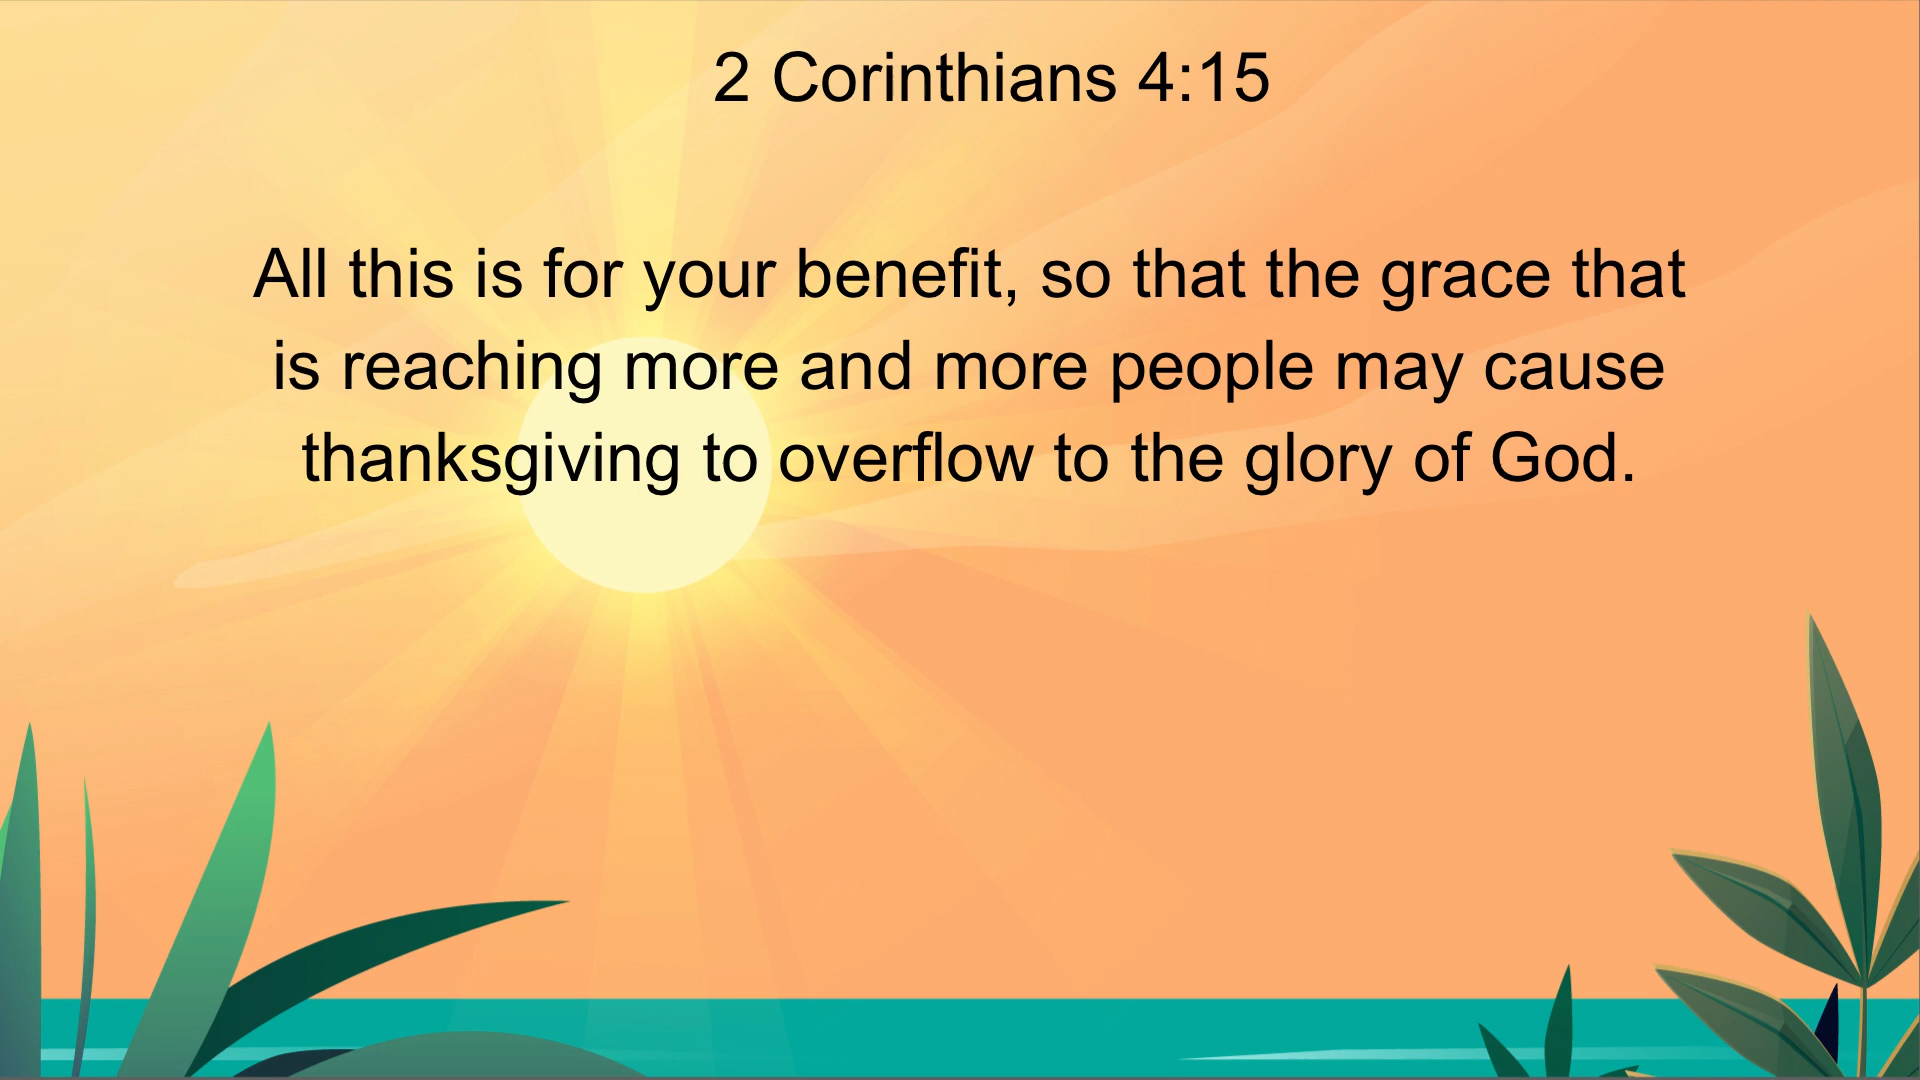 2 Corinthians 4:15
All this is for your benefit, so that the grace that
is reaching more and more people may cause
thanksgiving to overflow to the glory of God.